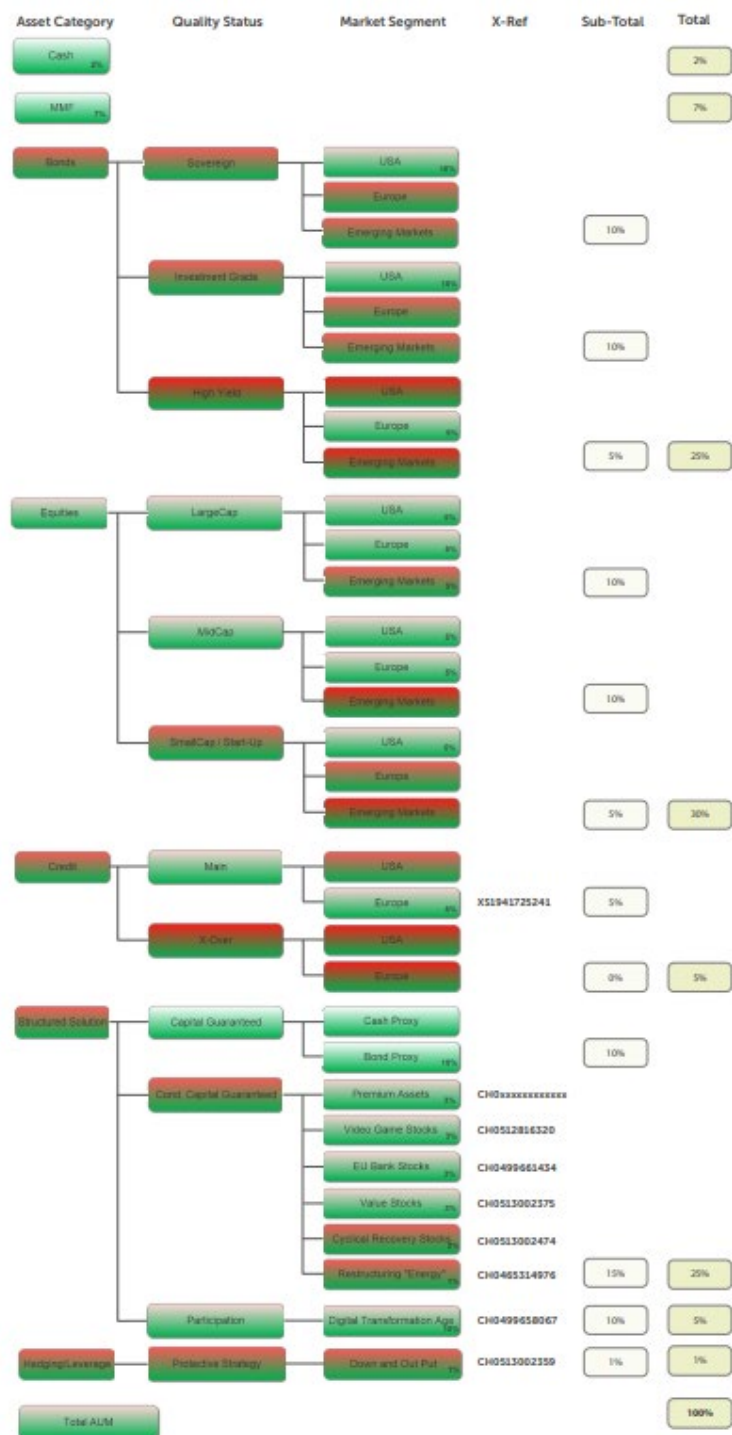 Asset Category Quality Status Market Segment X-Ref Sub-Total Total
Cash 2%
MMF 7% 7%
Bonds Sovereign USA 10%
Europe
Emerging Markets 10%
Investment Grade USA 10%
Europe
Emerging Markets 10%
High Yield USA
Europe
Emerging Markets 5% 25%
Equities LargeCap USA
Europe
Emerging Markets 10%
MidCap USA
Europe
Emerging Markets 10%
SmallCap / Start-Up USA
Europe
Emerging Markets 5% 30%
Credit Main USA
Europe XS1941725241 5%
X-Over USA
Europe 0% 5%
Structured Solution Capital Guaranteed Cash Proxy
Bond Proxy 10% 10%
Cond. Capital Guaranteed Premium Assets CH0xxxxxxxxxxxx
Video Game Stocks CH0512816320
EU Bank Stocks CH0499661434
Value Stocks CH0513002375
Cyclical Recovery Stocks CH0513002474
Restructuring "Energy" CH0465314976 15% 25%
Participation Digital Transformation Age CH0499658067 10% 5%
Hedging/Leverage Protective Strategy Down and Out Put 1% CH0513002359 1% 1%
Total AUM 100%